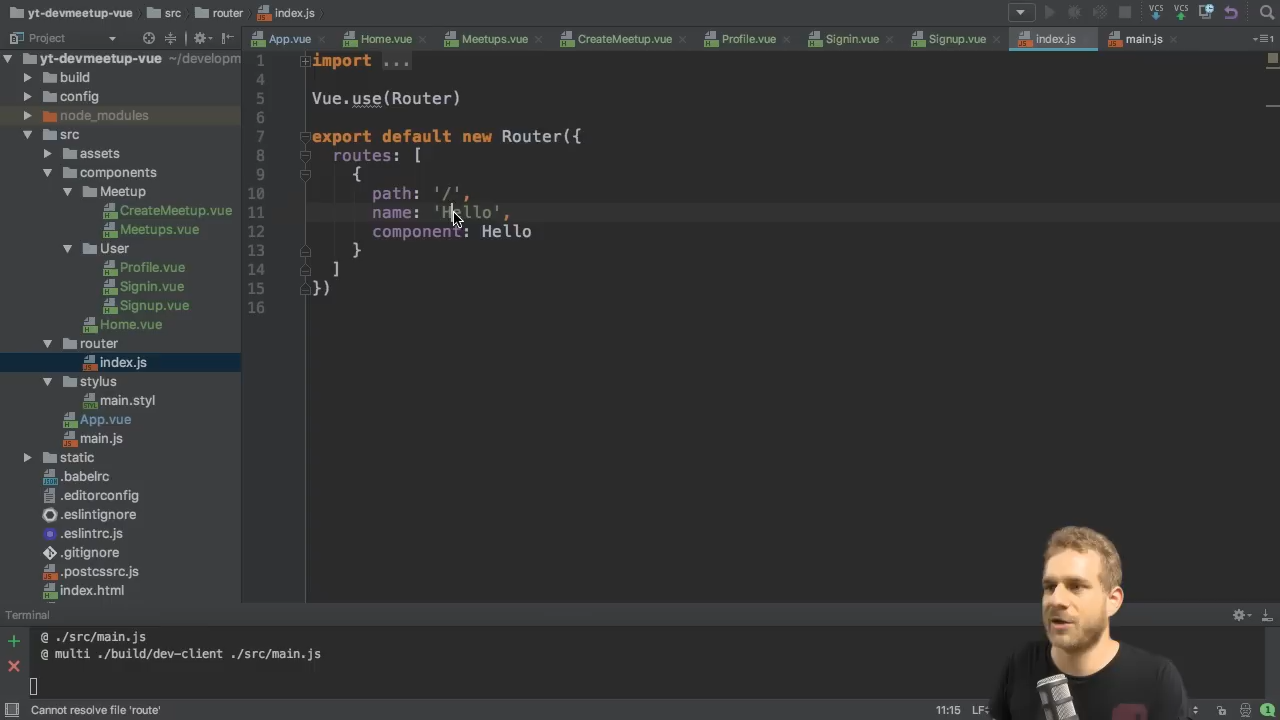 yt-devmeetup-vue src router index.js
Project
App.vue Home.vue Meetups.vue CreateMeetup.vue Profile.vue Signin.vue Signup.vue index.js main.js
yt-devmeetup-vue ~/developm
build
config
node_modules
src
assets
components
Meetup
CreateMeetup.vue
Meetups.vue
User
Profile.vue
Signin.vue
Signup.vue
Home.vue
router
index.js
stylus
main.styl
App.vue
main.js
static
.babelrc
.editorconfig
.eslintignore
.eslintrc.js
.gitignore
.postcssrc.js
index.html
1 import ...
4
5 Vue.use(Router)
6
7 export default new Router({
8 routes: [
9 {
10 path: '/',
11 name: 'Hello',
12 component: Hello
13 }
14 ]
15 })
16
VCS VCS
Terminal
@ ./src/main.js
@ multi ./build/dev-client ./src/main.js
Cannot resolve file 'route' 11:15 LF÷ 1